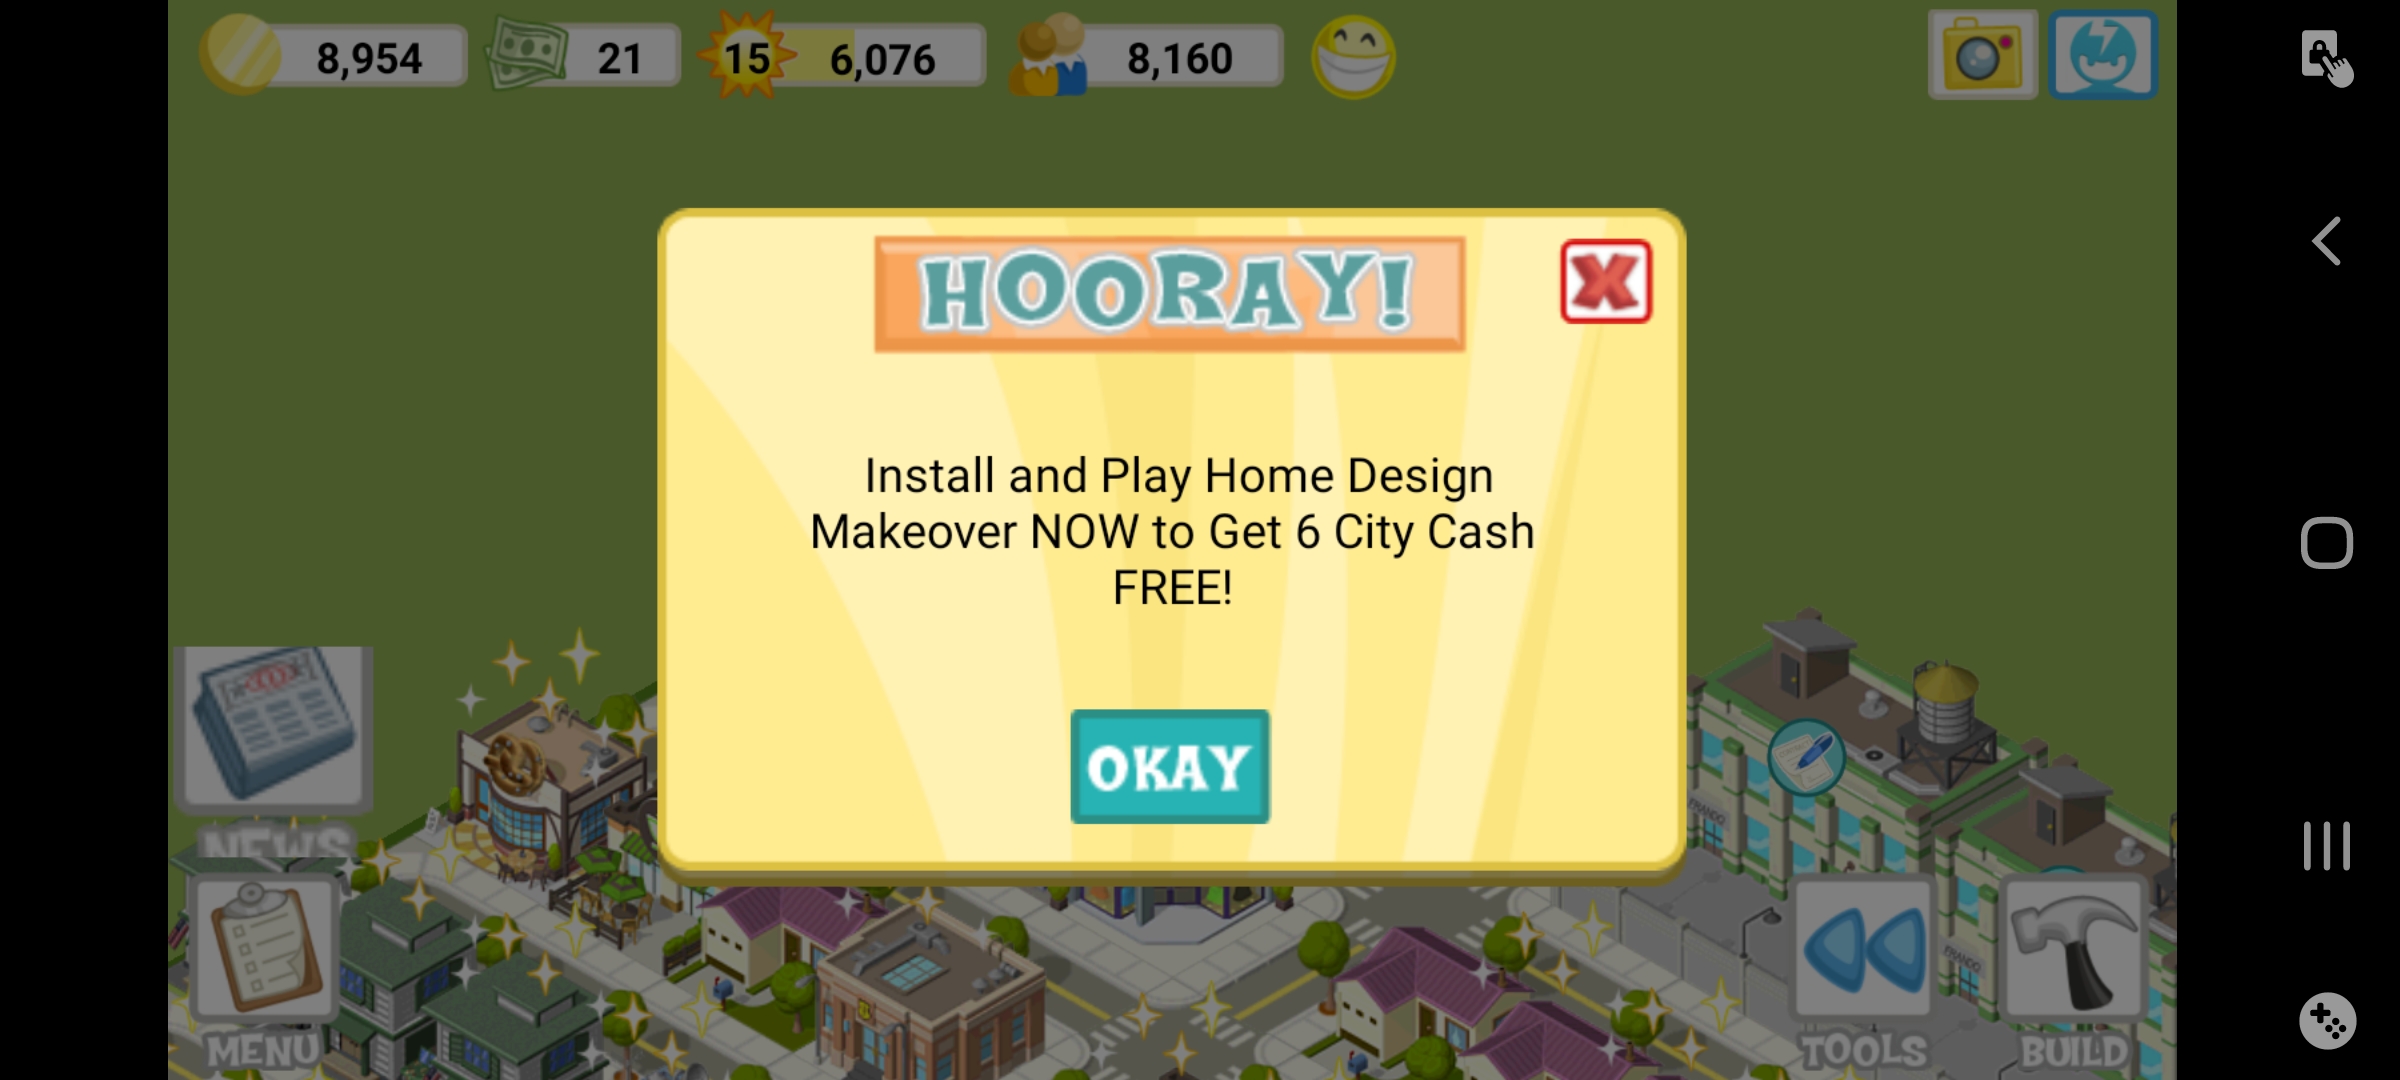 8,954
21
15
6,076
8,160
HOORAY!
X
Install and Play Home Design
Makeover NOW to Get 6 City Cash
FREE!
OKAY
NEWS
MENU
TOOLS
BUILD